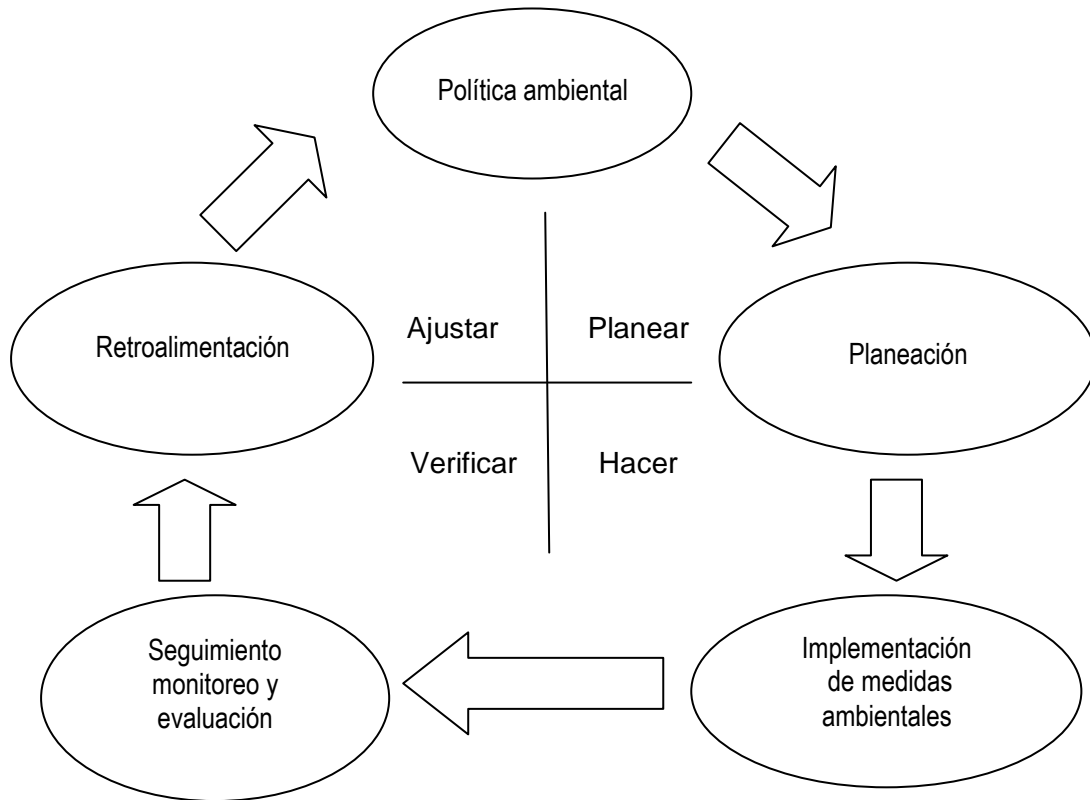 Política ambiental
Retroalimentación
Ajustar
Planear
Planeación
Verificar
Hacer
Seguimiento
monitoreo y
evaluación
Implementación
de medidas
ambientales